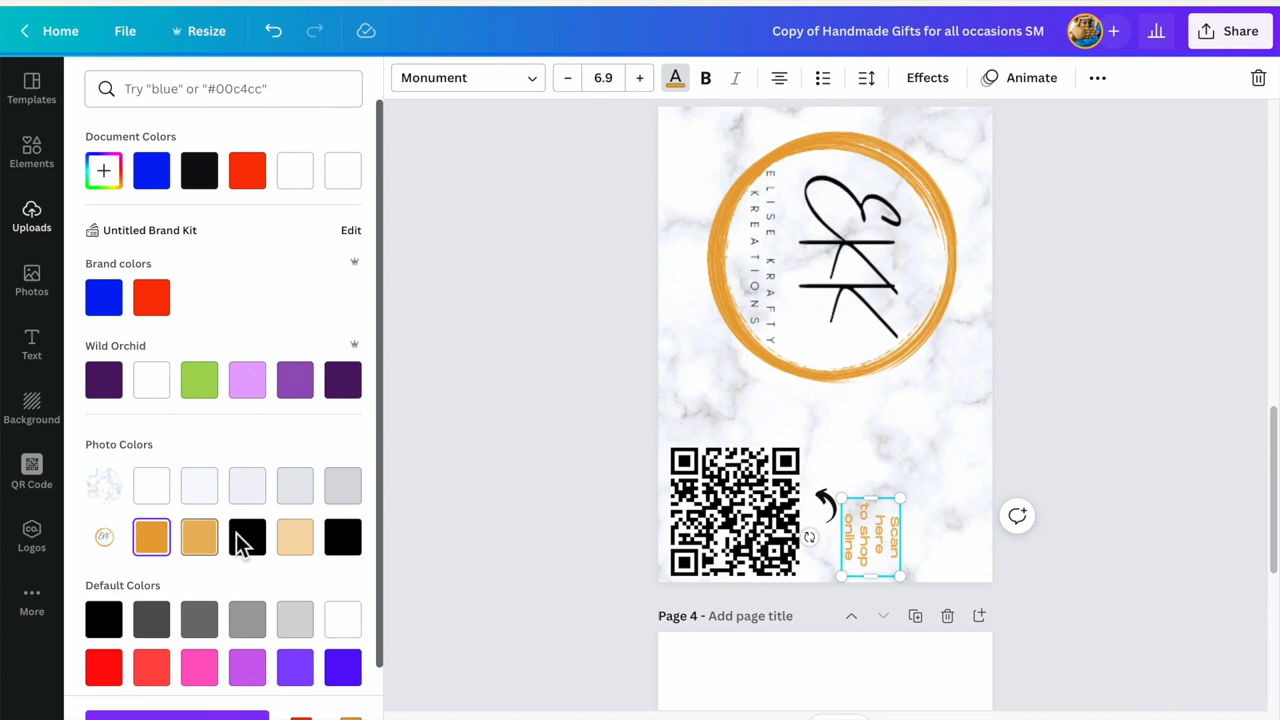 Home
File
Resize
Copy of Handmade Gifts for all occasions SM
Share
Templates
Elements
Uploads
Photos
Text
Background
QR Code
Logos
More
Try "blue" or "#00c4cc"
Document Colors
Untitled Brand Kit
Edit
Brand colors
Wild Orchid
Photo Colors
Default Colors
Monument
6.9
A
B
I
Effects
Animate
EKK
ELISE KRAFTY
KREATIONS
Scan
here
to shop
online
Page 4 - Add page title